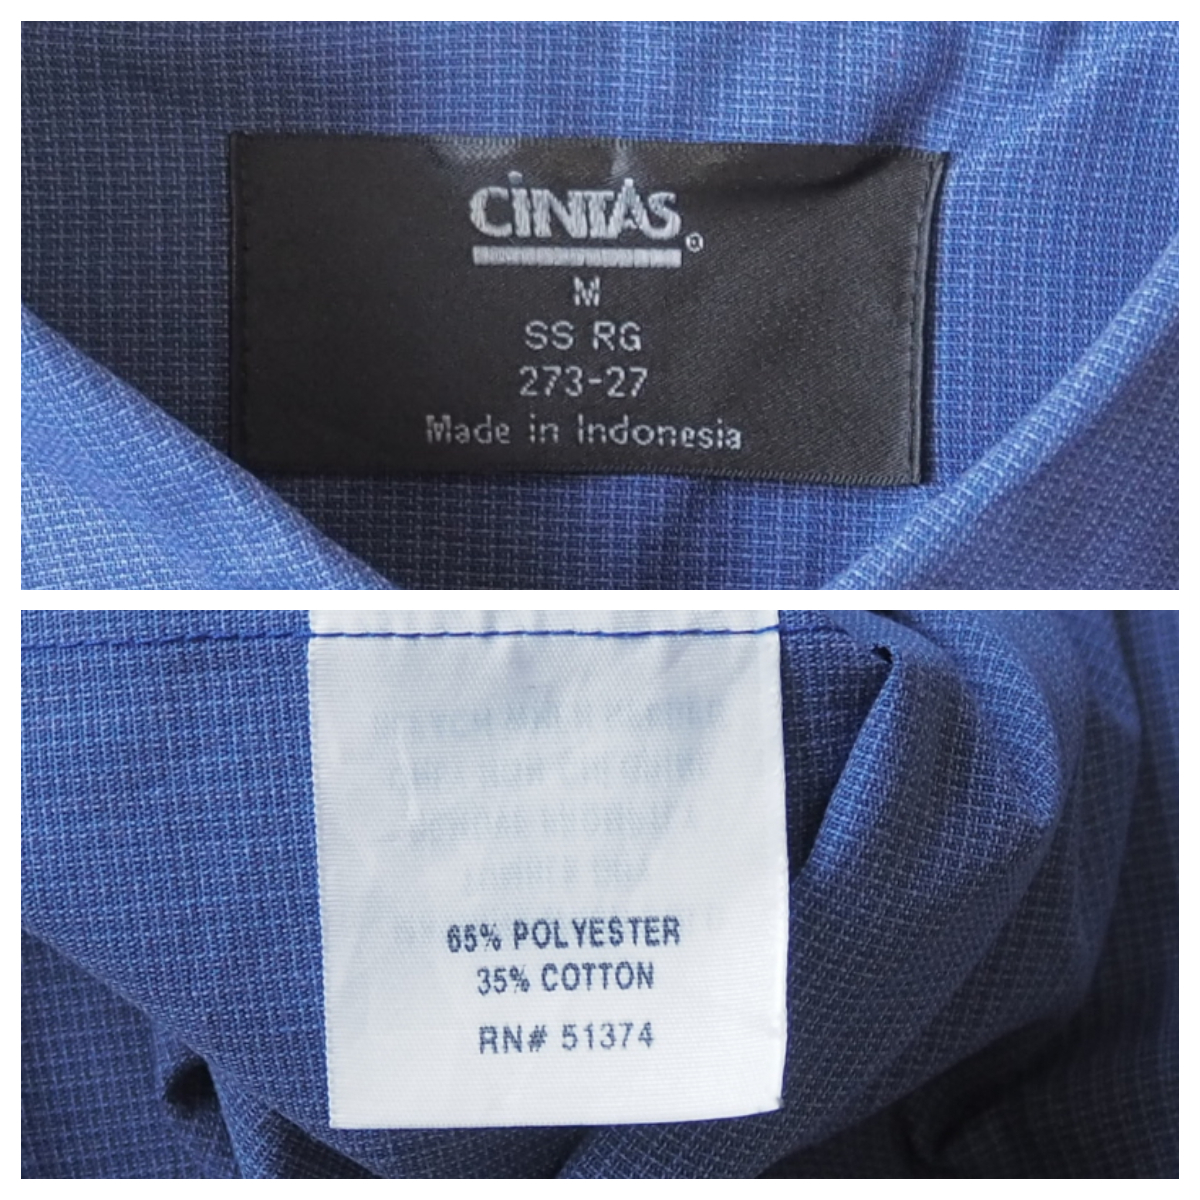 CINTAS®
M
SS RG
273-27
Made in Indonesia
65% POLYESTER
35% COTTON
RN# 51374